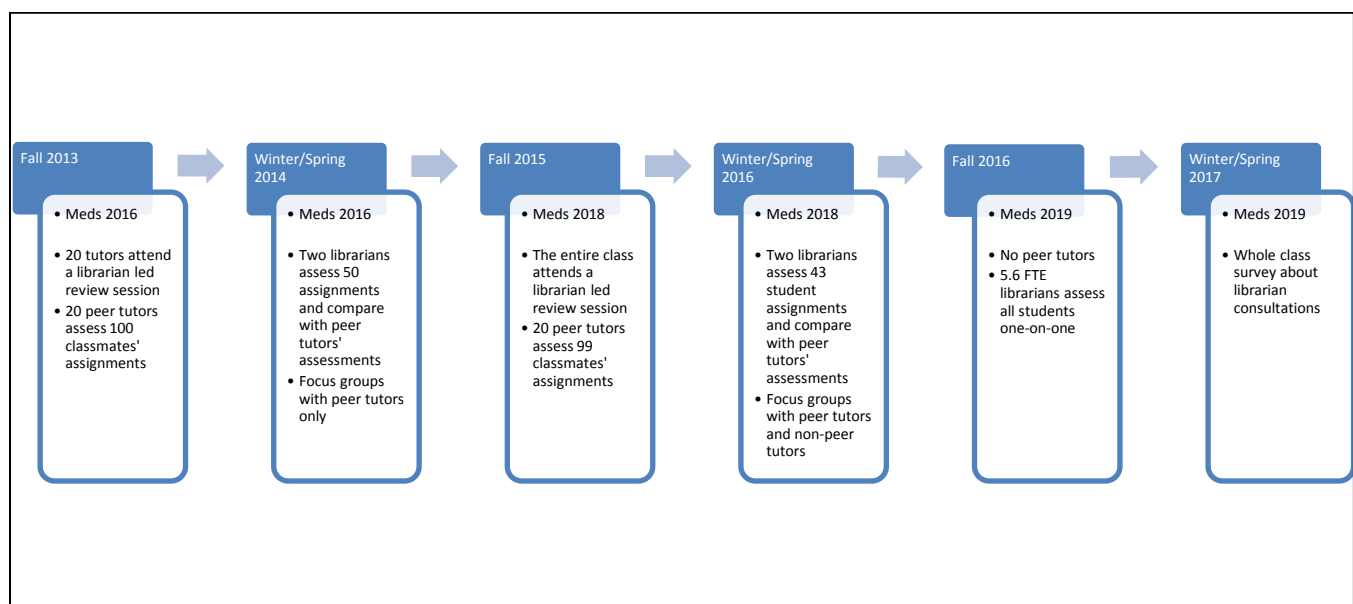 Fall 2013
• Meds 2016
• 20 tutors attend
a librarian led
review session
• 20 peer tutors
assess 100
classmates'
assignments
Winter/Spring
2014
• Meds 2016
• Two librarians
assess 50
assignments
and compare
with peer
tutors'
assessments
• Focus groups
with peer tutors
only
Fall 2015
• Meds 2018
• The entire class
attends a
librarian led
review session
• 20 peer tutors
assess 99
classmates'
assignments
Winter/Spring
2016
• Meds 2018
• Two librarians
assess 43
student
assignments
and compare
with peer
tutors'
assessments
• Focus groups
with peer tutors
and non-peer
tutors
Fall 2016
• Meds 2019
• No peer tutors
• 5.6 FTE
librarians assess
all students
one-on-one
Winter/Spring
2017
• Meds 2019
• Whole class
survey about
librarian
consultations